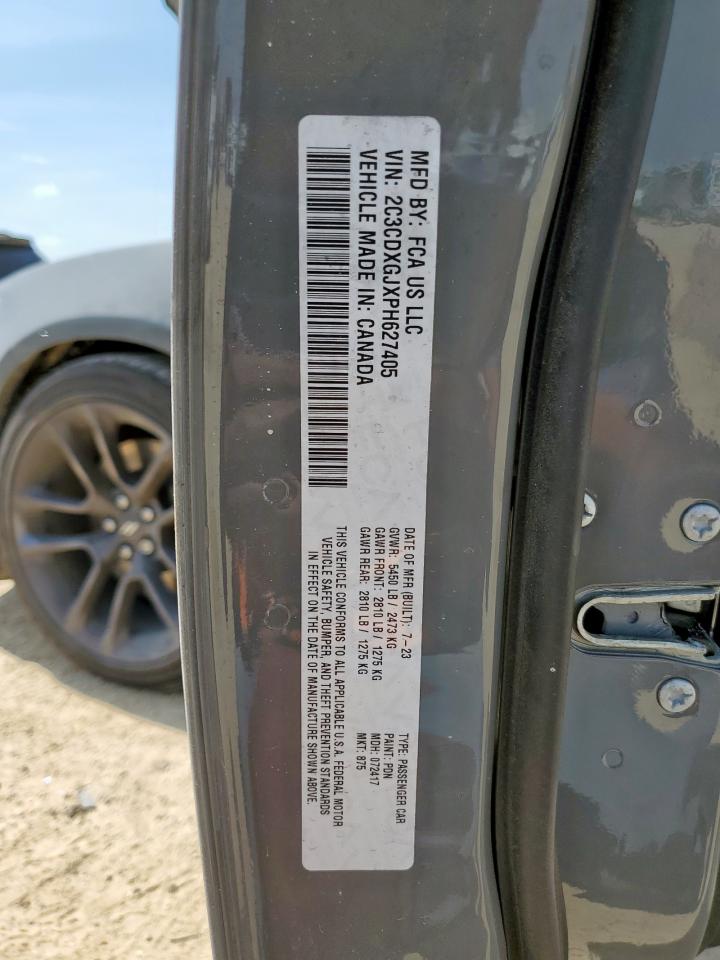 MFD BY: FCA US LLC
VIN: 2C3CDXGJXPH627405
VEHICLE MADE IN: CANADA
DATE OF MFR (BUILT): 7-23
GVWR: 5450 LB / 2473 KG
GAWR FRONT: 2810 LB / 1275 KG
GAWR REAR: 2810 LB / 1275 KG
THIS VEHICLE CONFORMS TO ALL APPLICABLE U.S.A. FEDERAL MOTOR
VEHICLE SAFETY, BUMPER, AND THEFT PREVENTION STANDARDS
IN EFFECT ON THE DATE OF MANUFACTURE SHOWN ABOVE.
TYPE: PASSENGER CAR
PAINT: PDN
MDH: 072417
MKT: 875